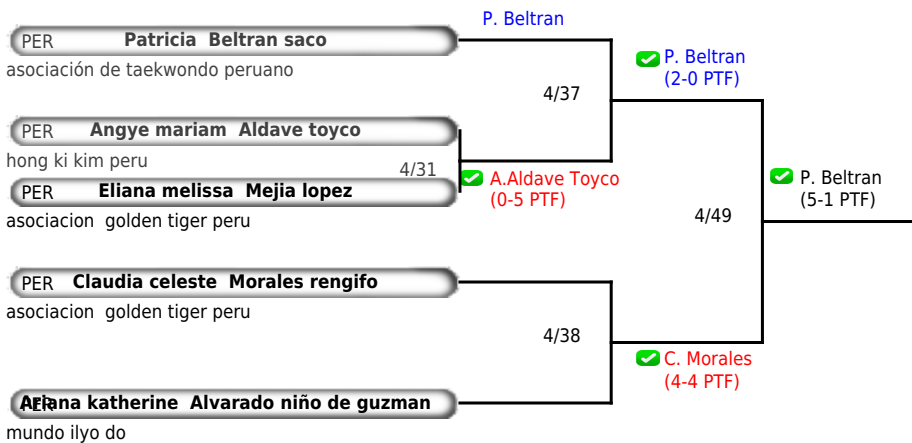 P. Beltran
PER Patricia Beltran saco
asociación de taekwondo peruano
P. Beltran
(2-0 PTF)
4/37
PER Angye mariam Aldave toyco
hong ki kim peru
4/31
A.Aldave Toyco
(0-5 PTF)
PER Eliana melissa Mejia lopez
asociacion golden tiger peru
P. Beltran
(5-1 PTF)
4/49
PER Claudia celeste Morales rengifo
asociacion golden tiger peru
4/38
C. Morales
(4-4 PTF)
PER Ariana katherine Alvarado niño de guzman
mundo ilyo do